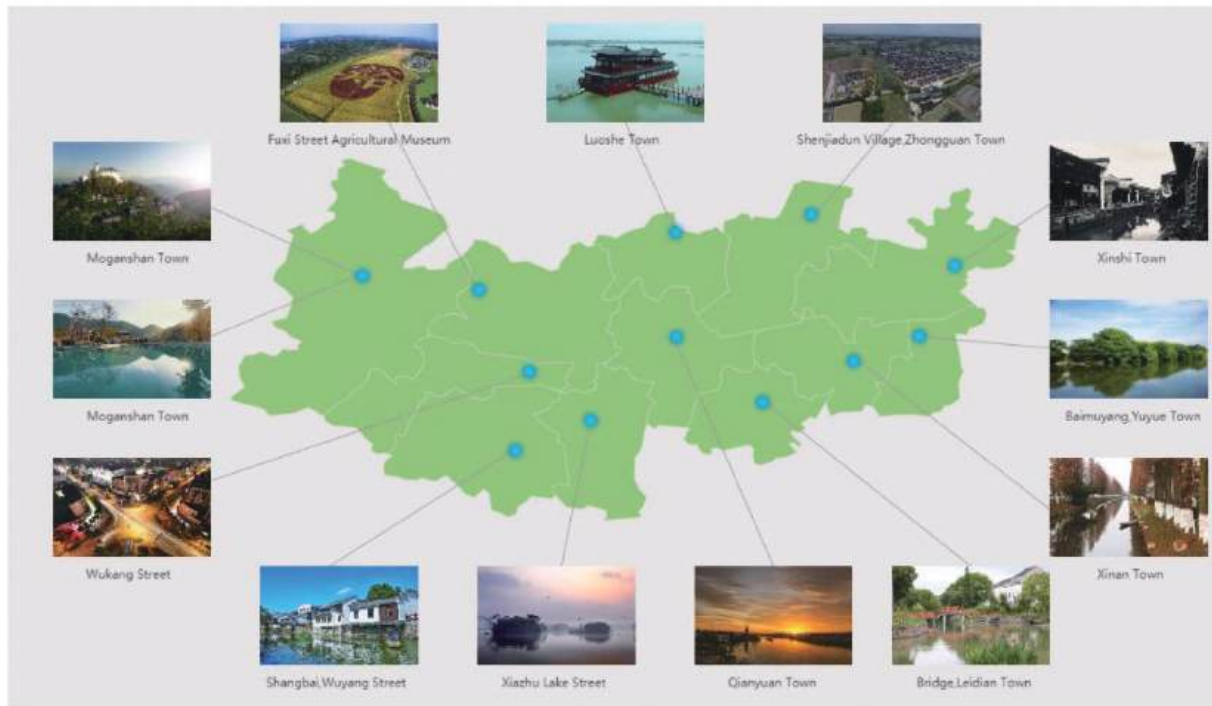 Fuxi Street Agricultural Museum
Luoshe Town
Shenjiadun Village,Zhongguan Town
Moganshan Town
Xinshi Town
Moganshan Town
Baimuyang,Yuyue Town
Wukang Street
Xinan Town
Shangbai,Wuyang Street
Xiazhu Lake Street
Qianyuan Town
Bridge,Leidian Town